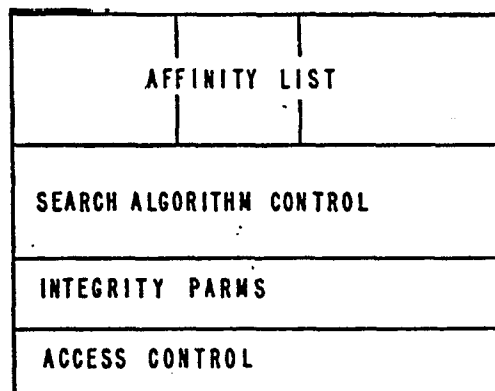 AFFINITY LIST
SEARCH ALGORITHM CONTROL
INTEGRITY PARMS
ACCESS CONTROL